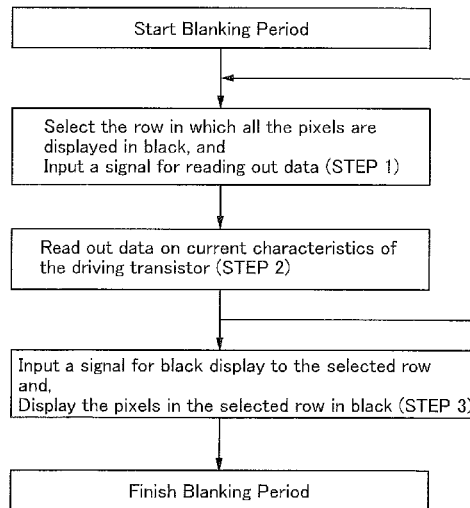 Start Blanking Period
Select the row in which all the pixels are
displayed in black, and
Input a signal for reading out data (STEP 1)
Read out data on current characteristics of
the driving transistor (STEP 2)
Input a signal for black display to the selected row
and,
Display the pixels in the selected row in black (STEP 3)
Finish Blanking Period